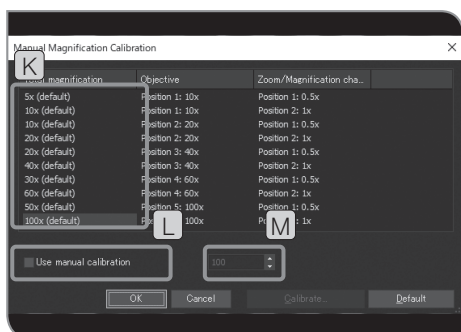 Manual Magnification Calibration
K
magnification Objective Zoom/Magnification cha...
5x (default) Position 1: 10x Position 1: 0.5x
10x (default) Position 1: 10x Position 2: 1x
10x (default) Position 2: 20x Position 1: 0.5x
20x (default) Position 2: 20x Position 2: 1x
20x (default) Position 3: 40x Position 1: 0.5x
40x (default) Position 3: 40x Position 2: 1x
30x (default) Position 4: 60x Position 1: 0.5x
60x (default) Position 4: 60x Position 2: 1x
50x (default) Position 5: 100x Position 1: 0.5x
100x (default) 100x 1x
L M
Use manual calibration 100
OK Cancel Calibrate... Default